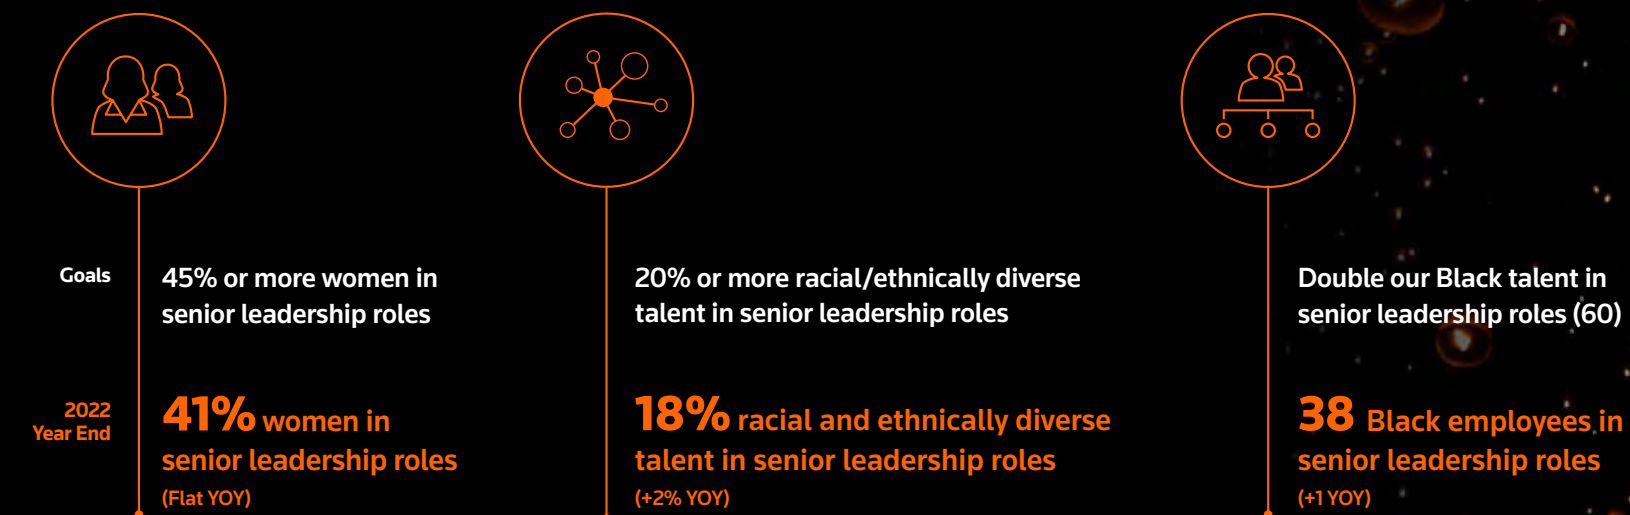 Goals
45% or more women in
senior leadership roles
20% or more racial/ethnically diverse
talent in senior leadership roles
Double our Black talent in
senior leadership roles (60)
2022
Year End
41% women in
senior leadership roles
(Flat YOY)
18% racial and ethnically diverse
talent in senior leadership roles
(+2% YOY)
38 Black employees in
senior leadership roles
(+1 YOY)